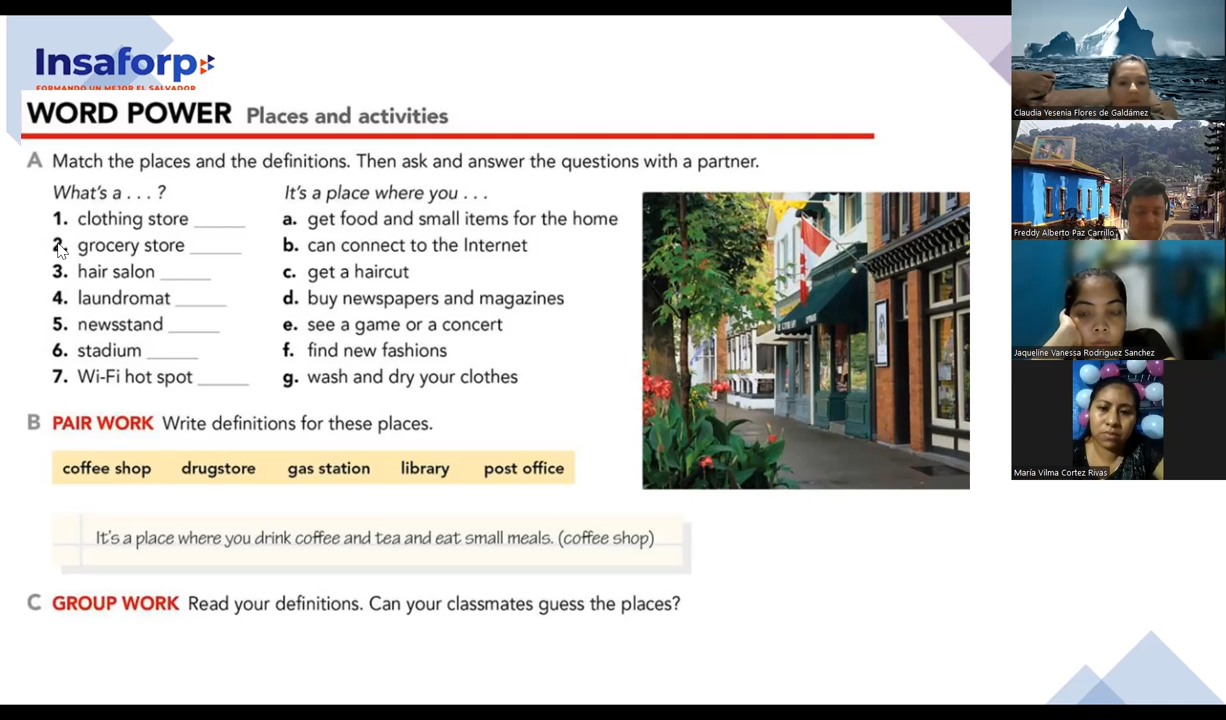 Insaforp
FORMANDO UN MEJOR EL SALVADOR
WORD POWER Places and activities
A Match the places and the definitions. Then ask and answer the questions with a partner.
What's a . . . ? It's a place where you . . .
1. clothing store ______ a. get food and small items for the home
2. grocery store ______ b. can connect to the Internet
3. hair salon ______ c. get a haircut
4. laundromat ______ d. buy newspapers and magazines
5. newsstand ______ e. see a game or a concert
6. stadium ______ f. find new fashions
7. Wi-Fi hot spot ______ g. wash and dry your clothes
B PAIR WORK Write definitions for these places.
coffee shop drugstore gas station library post office
It's a place where you drink coffee and tea and eat small meals. (coffee shop)
C GROUP WORK Read your definitions. Can your classmates guess the places?
Claudia Yesenia Flores de Galdámez
Freddy Alberto Paz Carrillo
Jaqueline Vanessa Rodriguez Sanchez
María Vilma Cortez Rivas